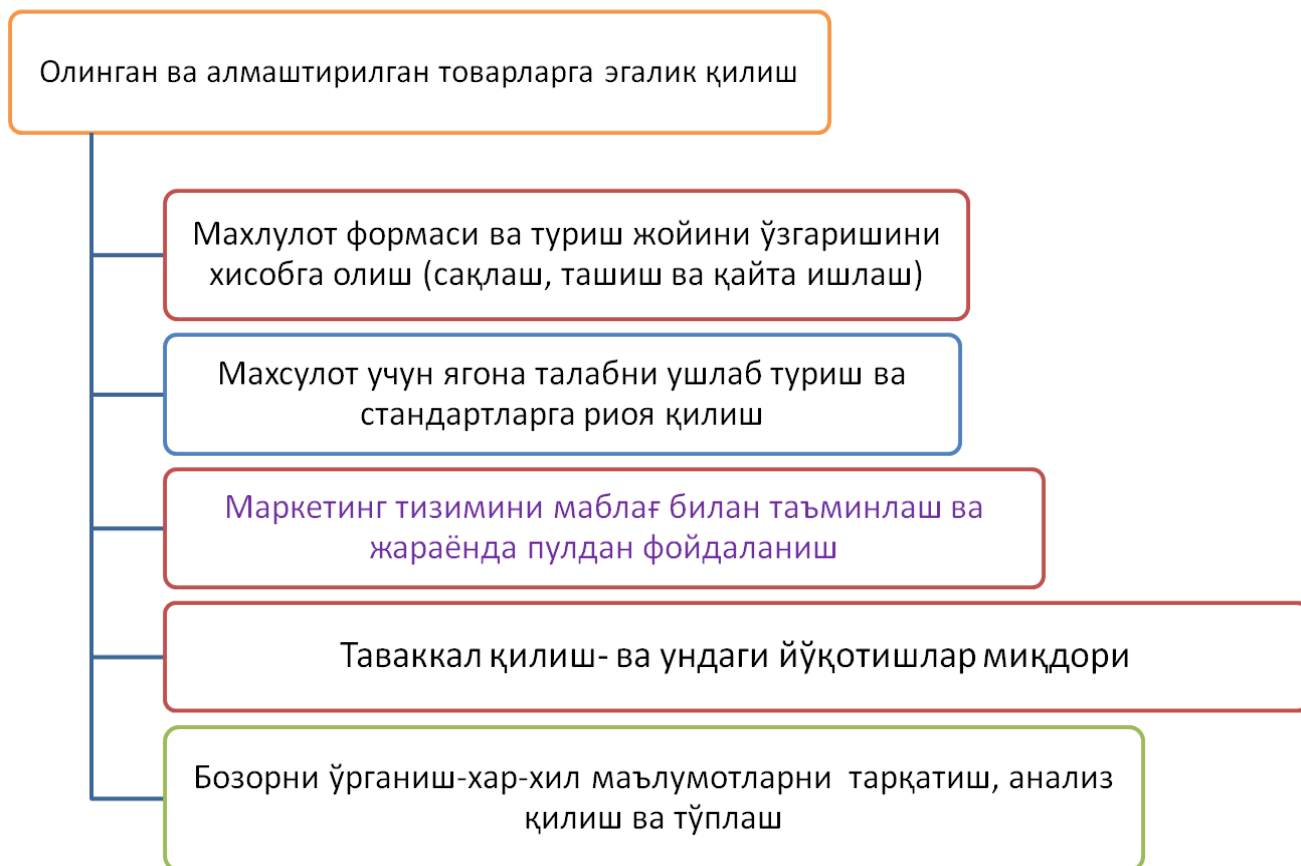 Олинган ва алмаштирилган товарларга эгалик қилиш
Махлулот формаси ва туриш жойини ўзгаришини
хисобга олиш (сақлаш, ташиш ва қайта ишлаш)
Махсулот учун ягона талабни ушлаб туриш ва
стандартларга риоя қилиш
Маркетинг тизимини маблағ билан таъминлаш ва
жараёнда пулдан фойдаланиш
Таваккал қилиш- ва ундаги йўқотишлар миқдори
Бозорни ўрганиш-хар-хил маълумотларни тарқатиш, анализ
қилиш ва тўплаш